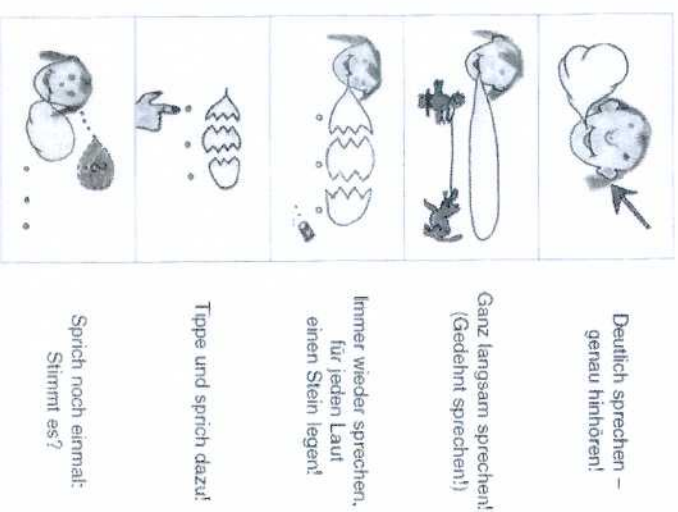 Deutlich sprechen –
genau hinhören!
Ganz langsam sprechen!
(Gedehnt sprechen!)
Immer wieder sprechen,
für jeden Laut
einen Stein legen!
Tippe und sprich dazu!
Sprich noch einmal:
Stimmt es?